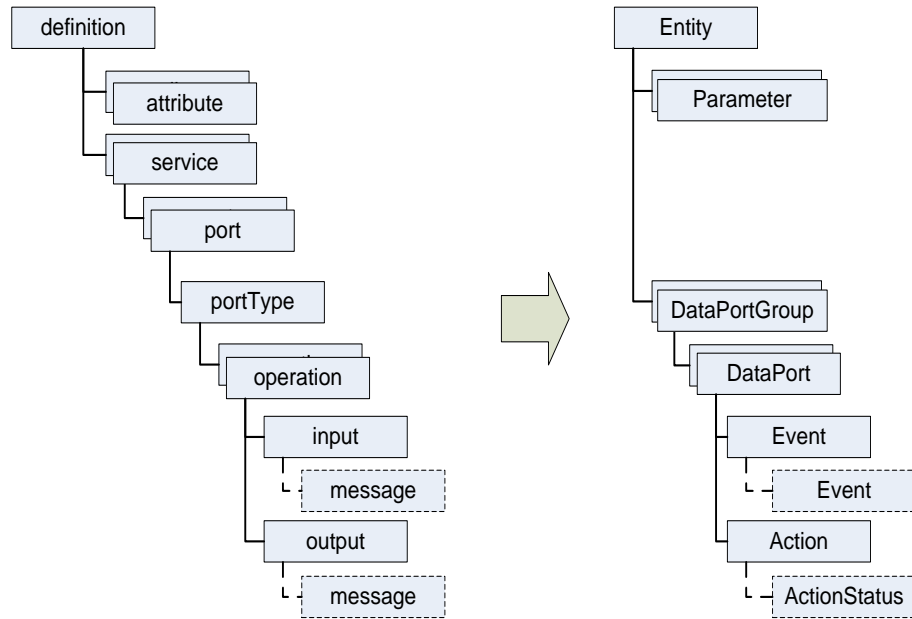 definition
attribute
service
port
portType
operation
input
message
output
message
Entity
Parameter
DataPortGroup
DataPort
Event
Event
Action
ActionStatus